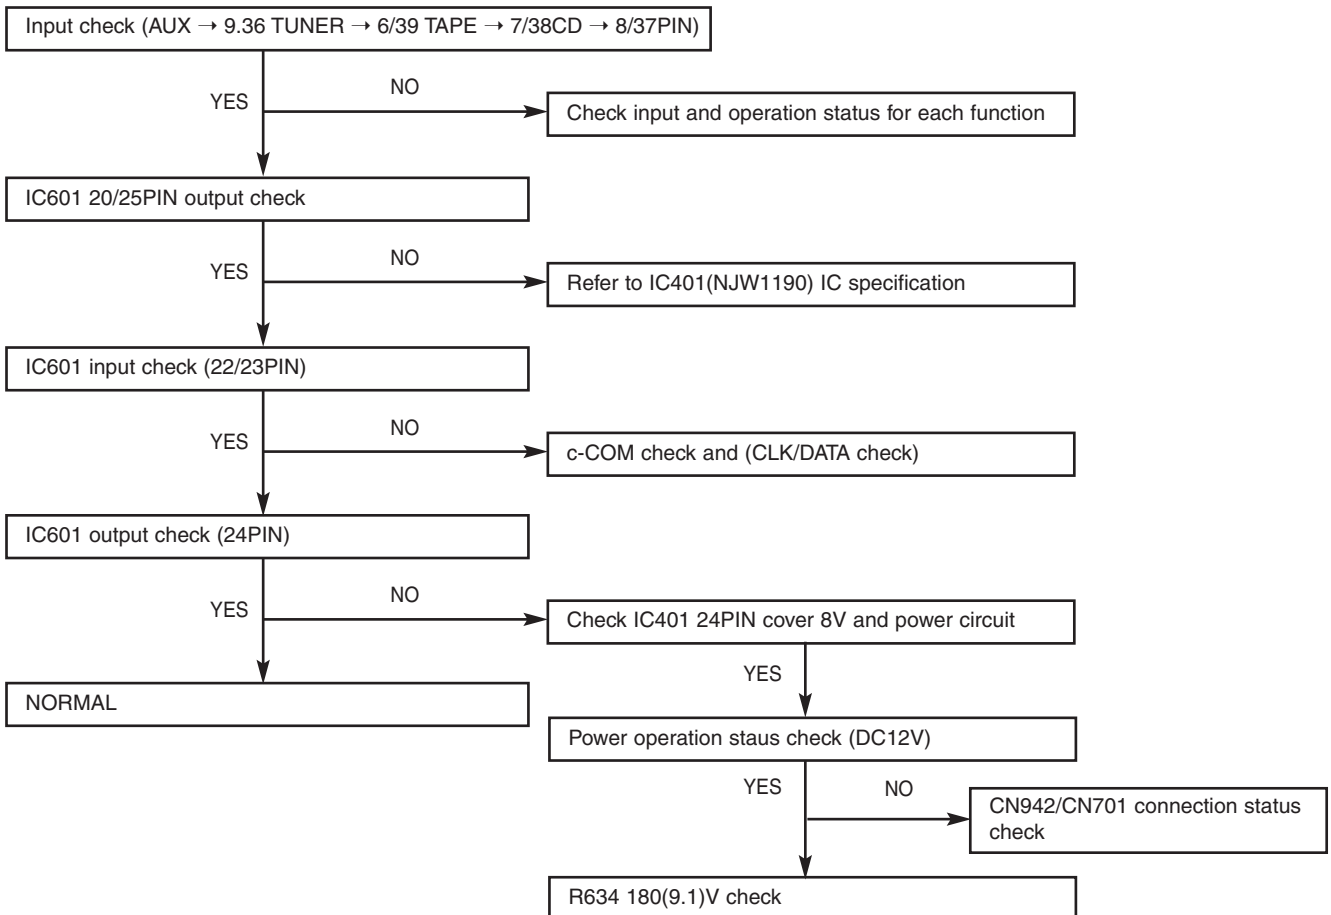 Input check (AUX → 9.36 TUNER → 6/39 TAPE → 7/38CD → 8/37PIN)
YES
NO
Check input and operation status for each function
IC601 20/25PIN output check
YES
NO
Refer to IC401(NJW1190) IC specification
IC601 input check (22/23PIN)
YES
NO
c-COM check and (CLK/DATA check)
IC601 output check (24PIN)
YES
NO
Check IC401 24PIN cover 8V and power circuit
NORMAL
YES
Power operation staus check (DC12V)
YES
NO
CN942/CN701 connection status
check
R634 180(9.1)V check